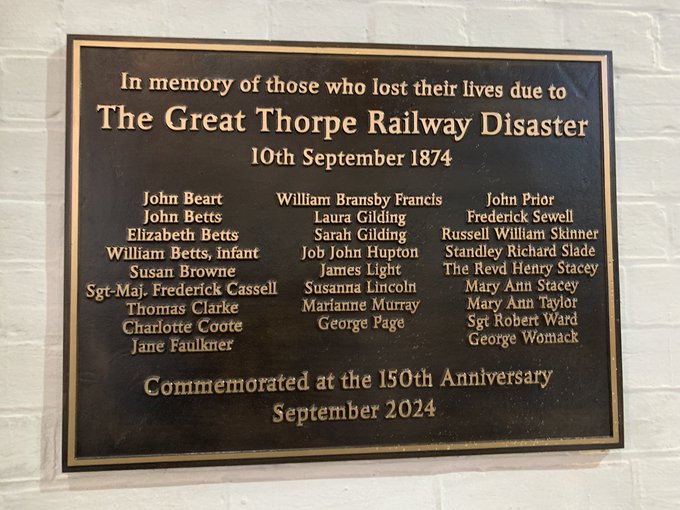 In memory of those who lost their lives due to
The Great Thorpe Railway Disaster
10th September 1874
John Beart
John Betts
Elizabeth Betts
William Betts, infant
Susan Browne
Sgt-Maj. Frederick Cassell
Thomas Clarke
Charlotte Coote
Jane Faulkner
William Bransby Francis
Laura Gilding
Sarah Gilding
Job John Hupton
James Light
Susanna Lincoln
Marianne Murray
George Page
John Prior
Frederick Sewell
Russell William Skinner
Standley Richard Slade
The Revd Henry Stacey
Mary Ann Stacey
Mary Ann Taylor
Sgt Robert Ward
George Womack
Commemorated at the 150th Anniversary
September 2024